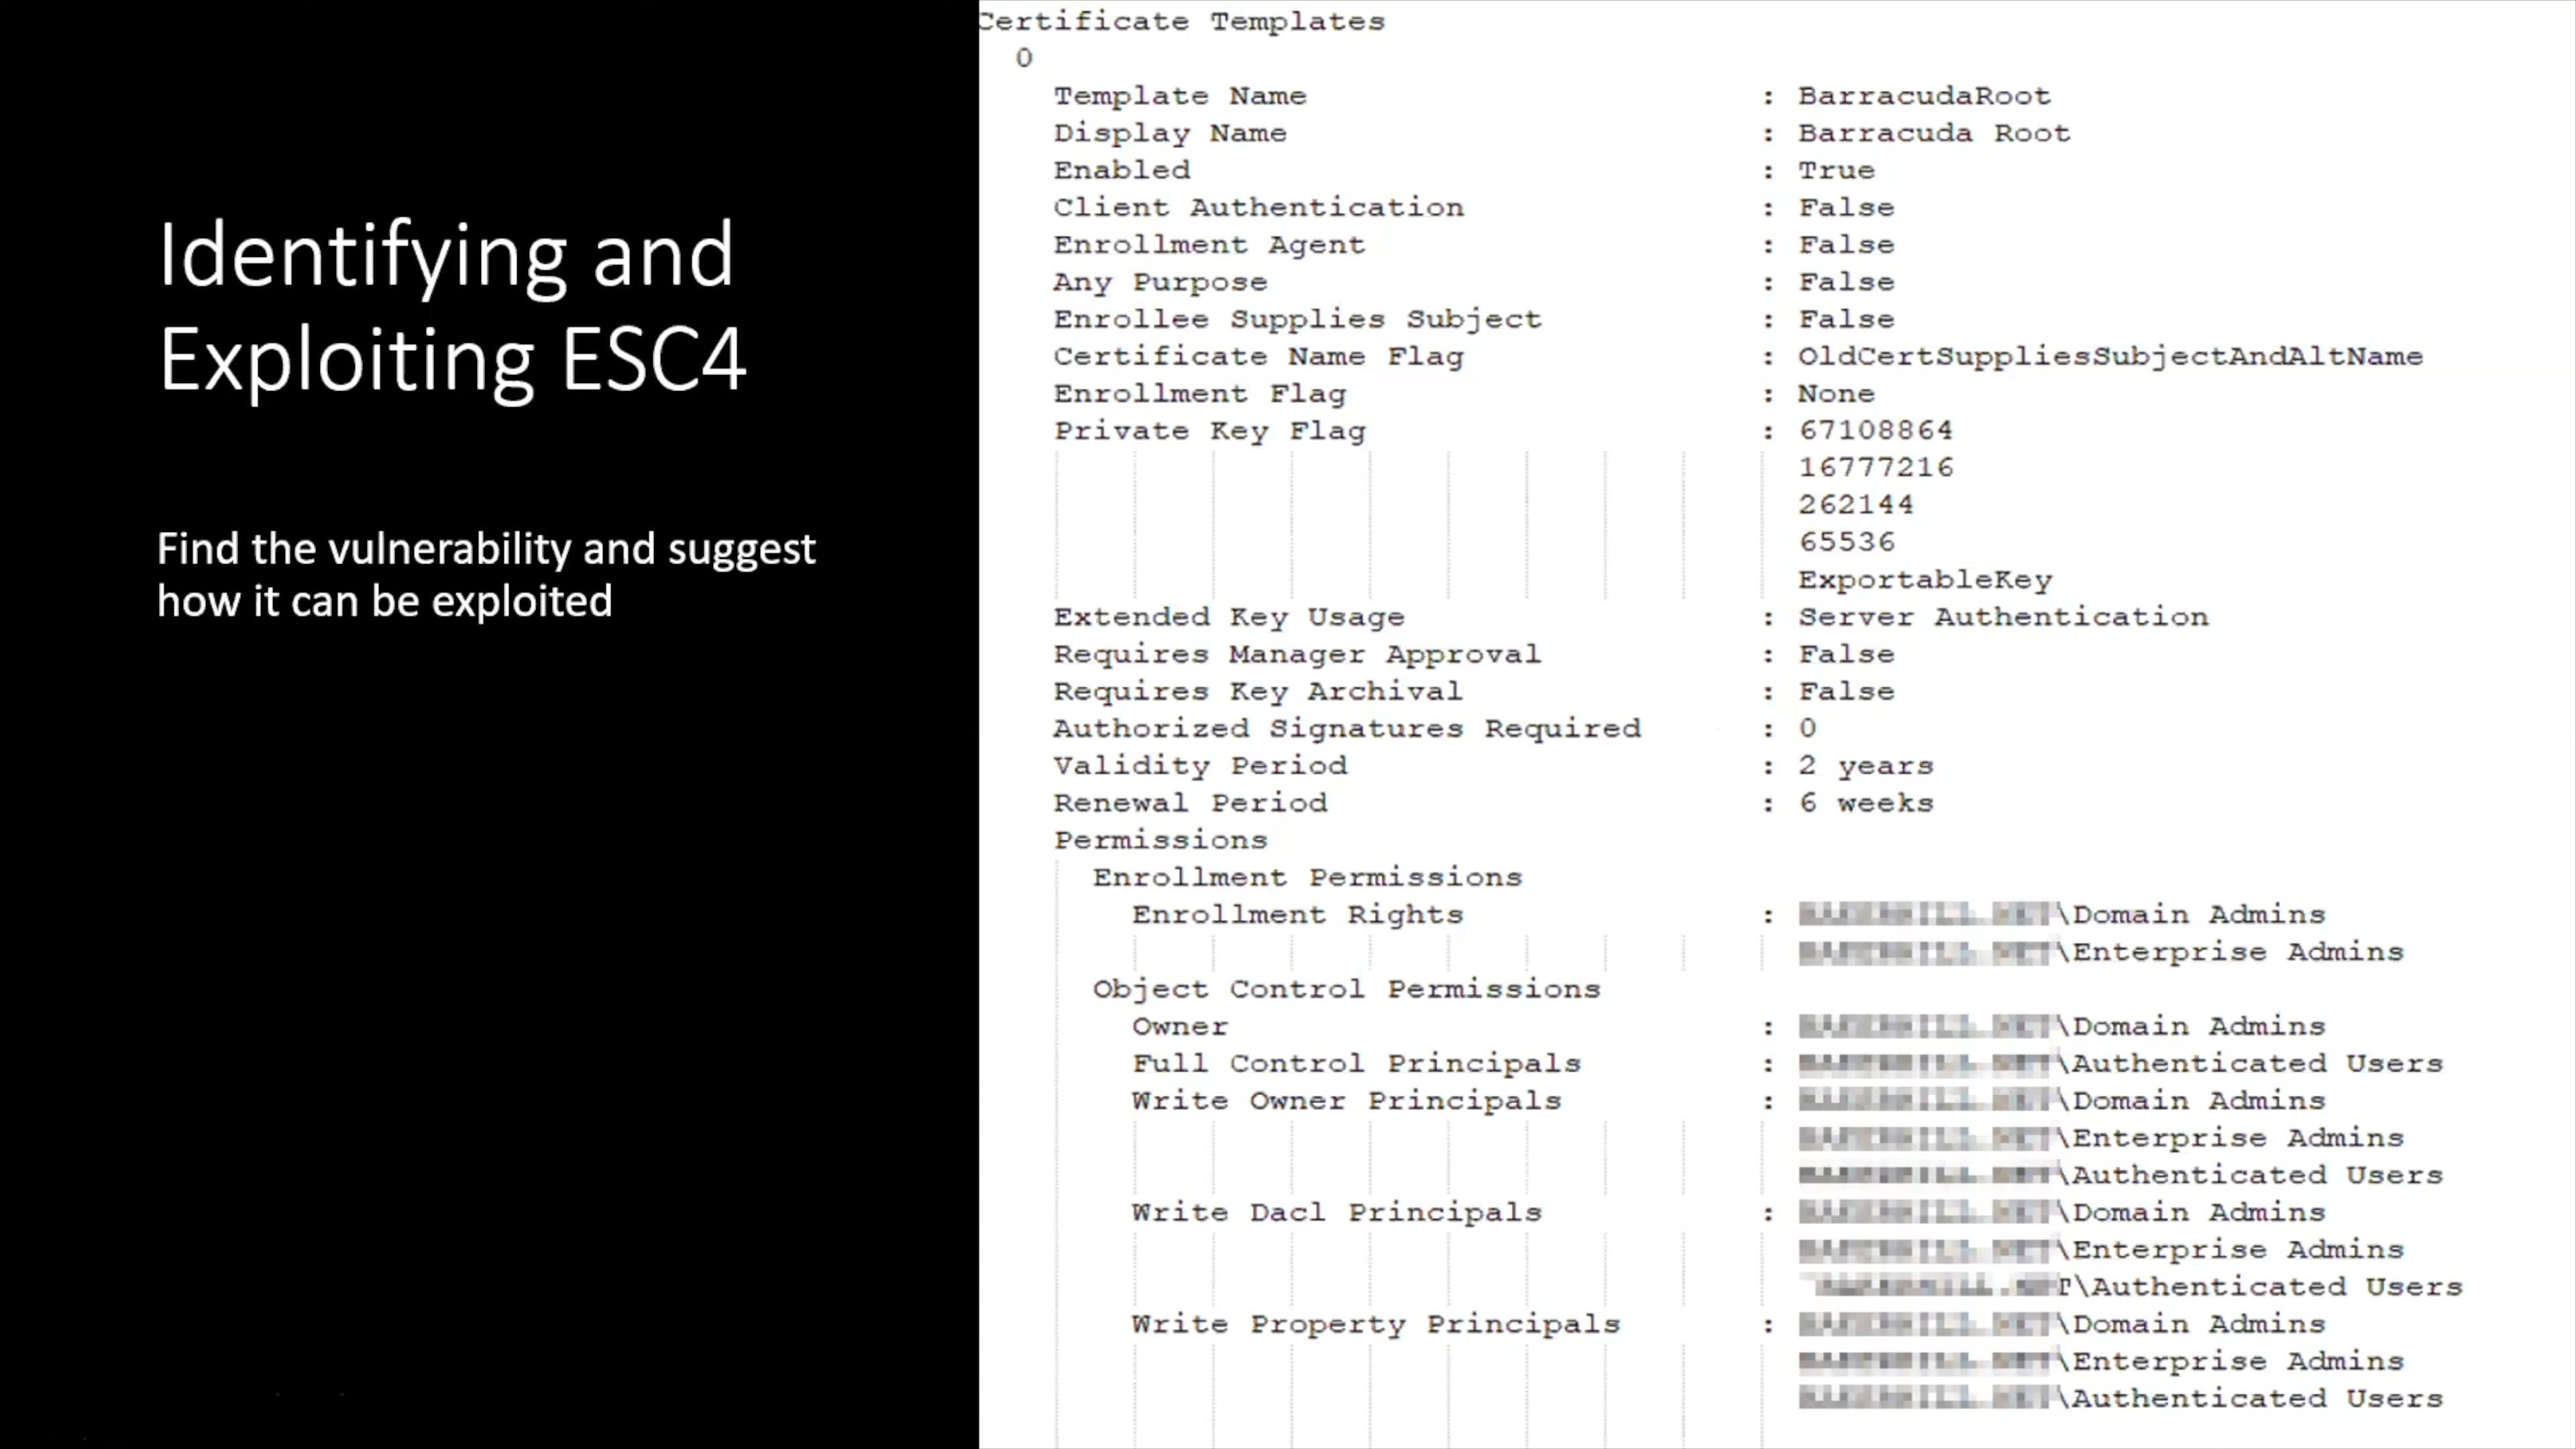 Identifying and
Exploiting ESC4
Find the vulnerability and suggest
how it can be exploited
Certificate Templates
0
Template Name : BarracudaRoot
Display Name : Barracuda Root
Enabled : True
Client Authentication : False
Enrollment Agent : False
Any Purpose : False
Enrollee Supplies Subject : False
Certificate Name Flag : OldCertSuppliesSubjectAndAltName
Enrollment Flag : None
Private Key Flag : 67108864
16777216
262144
65536
ExportableKey
Extended Key Usage : Server Authentication
Requires Manager Approval : False
Requires Key Archival : False
Authorized Signatures Required : 0
Validity Period : 2 years
Renewal Period : 6 weeks
Permissions
Enrollment Permissions
Enrollment Rights : \Domain Admins
\Enterprise Admins
Object Control Permissions
Owner : \Domain Admins
Full Control Principals : \Authenticated Users
Write Owner Principals : \Domain Admins
\Enterprise Admins
\Authenticated Users
Write Dacl Principals : \Domain Admins
\Enterprise Admins
T\Authenticated Users
Write Property Principals : \Domain Admins
\Enterprise Admins
\Authenticated Users